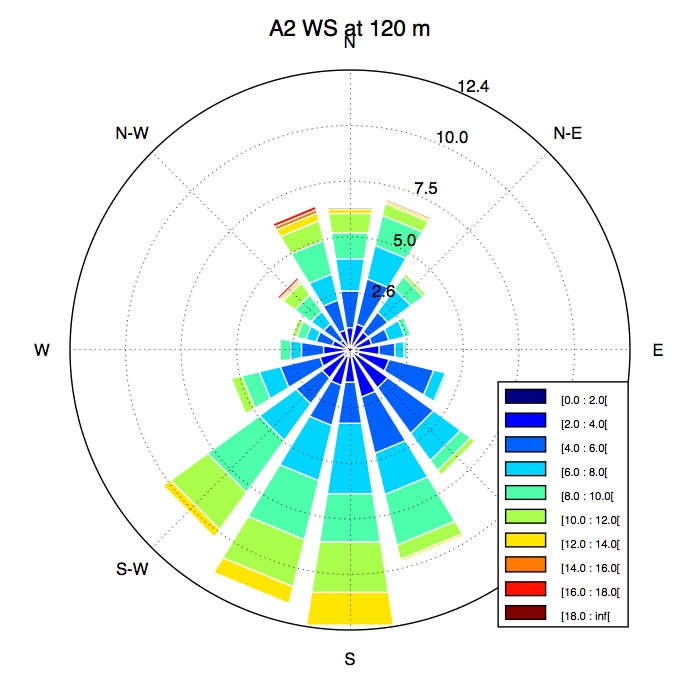 A2 WS at 120 m
N
12.4
N-W
10.0
N-E
7.5
5.0
2.6
W
E
[0.0 : 2.0[
[2.0 : 4.0[
[4.0 : 6.0[
[6.0 : 8.0[
[8.0 : 10.0[
[10.0 : 12.0[
[12.0 : 14.0[
[14.0 : 16.0[
[16.0 : 18.0[
[18.0 : inf[
S-W
S